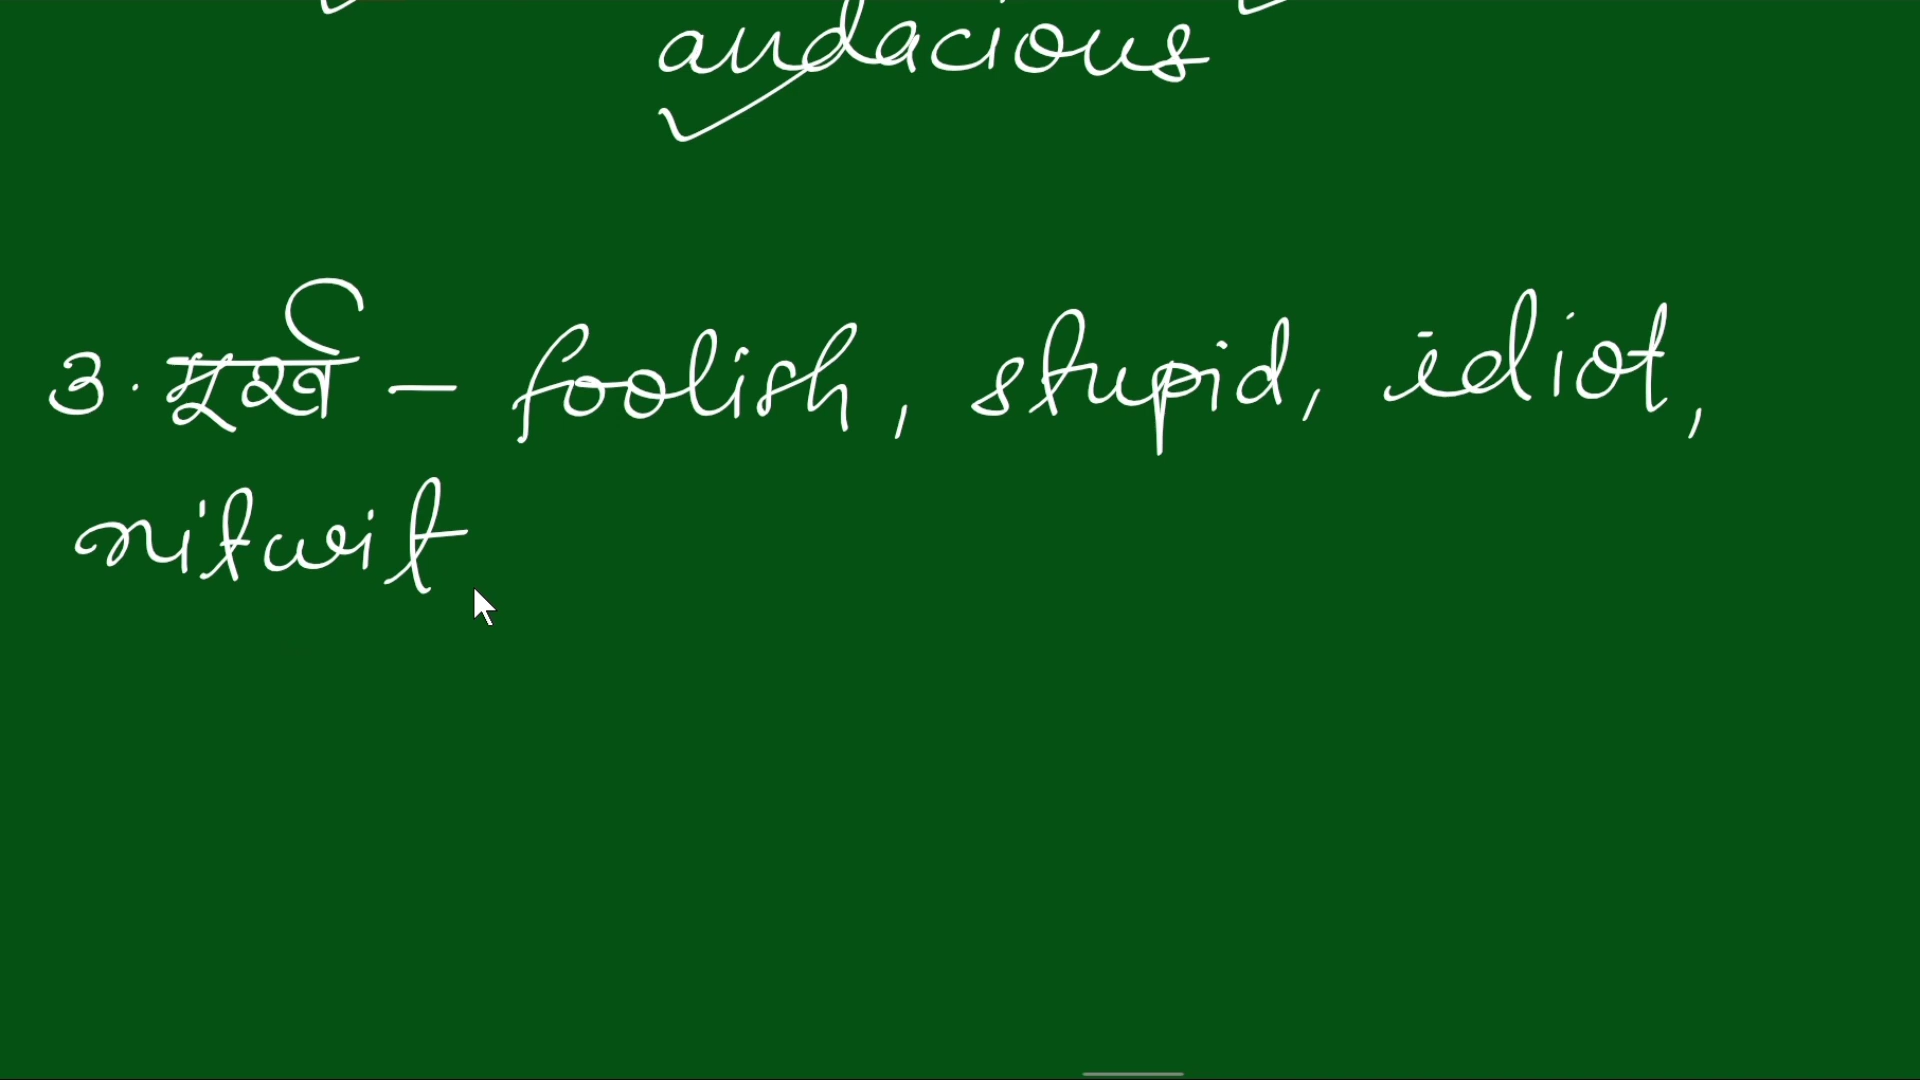 audacious
3. मूर्ख - foolish, stupid, idiot,
nitwit